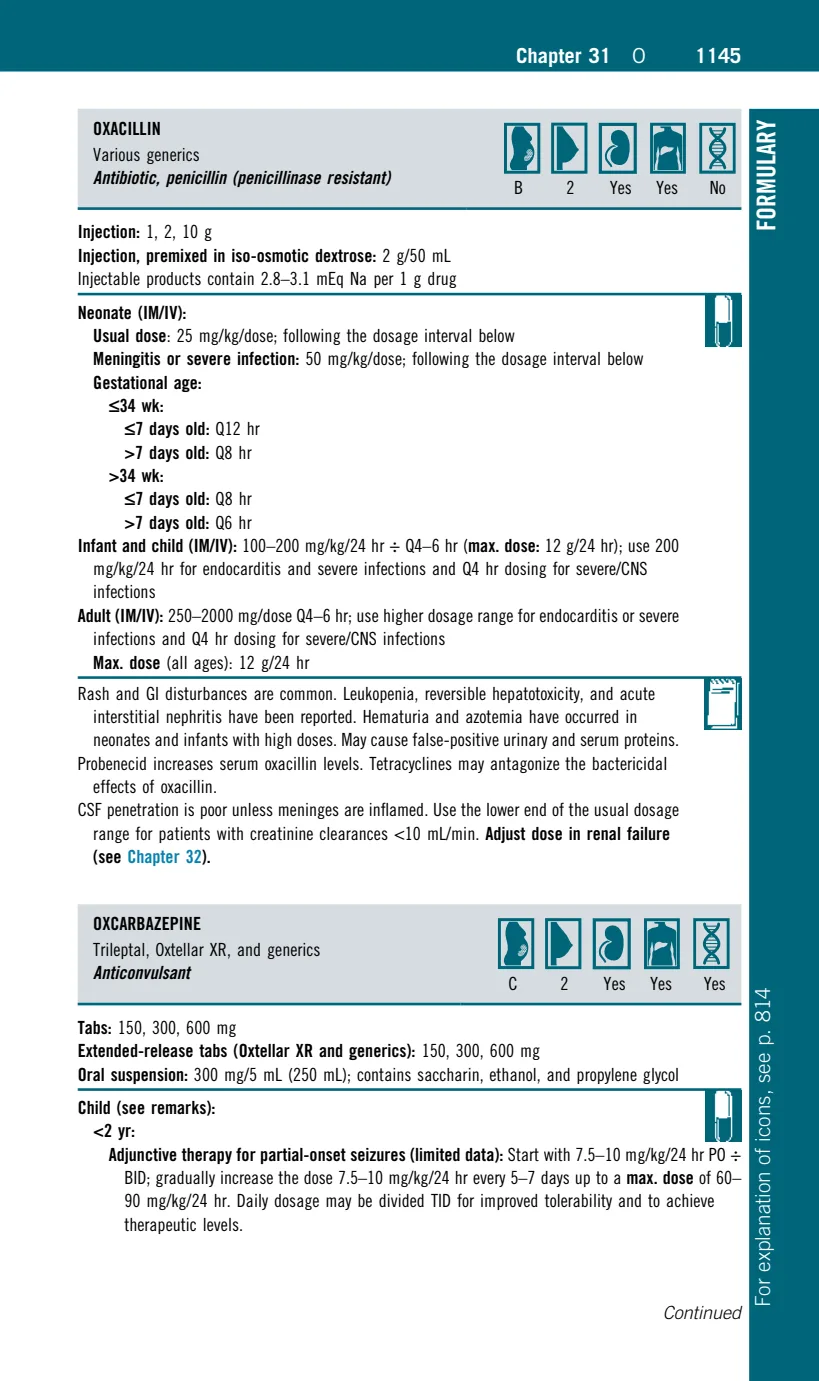 Chapter 31 O 1145
OXACILLIN
Various generics
Antibiotic, penicillin (penicillinase resistant)
B 2 Yes Yes No
Injection: 1, 2, 10 g
Injection, premixed in iso-osmotic dextrose: 2 g/50 mL
Injectable products contain 2.8–3.1 mEq Na per 1 g drug
Neonate (IM/IV):
Usual dose: 25 mg/kg/dose; following the dosage interval below
Meningitis or severe infection: 50 mg/kg/dose; following the dosage interval below
Gestational age:
≤34 wk:
≤7 days old: Q12 hr
>7 days old: Q8 hr
>34 wk:
≤7 days old: Q8 hr
>7 days old: Q6 hr
Infant and child (IM/IV): 100–200 mg/kg/24 hr ÷ Q4–6 hr (max. dose: 12 g/24 hr); use 200
mg/kg/24 hr for endocarditis and severe infections and Q4 hr dosing for severe/CNS
infections
Adult (IM/IV): 250–2000 mg/dose Q4–6 hr; use higher dosage range for endocarditis or severe
infections and Q4 hr dosing for severe/CNS infections
Max. dose (all ages): 12 g/24 hr
Rash and GI disturbances are common. Leukopenia, reversible hepatotoxicity, and acute
interstitial nephritis have been reported. Hematuria and azotemia have occurred in
neonates and infants with high doses. May cause false-positive urinary and serum proteins.
Probenecid increases serum oxacillin levels. Tetracyclines may antagonize the bactericidal
effects of oxacillin.
CSF penetration is poor unless meninges are inflamed. Use the lower end of the usual dosage
range for patients with creatinine clearances <10 mL/min. Adjust dose in renal failure
(see Chapter 32).
OXCARBAZEPINE
Trileptal, Oxtellar XR, and generics
Anticonvulsant
C 2 Yes Yes Yes
Tabs: 150, 300, 600 mg
Extended-release tabs (Oxtellar XR and generics): 150, 300, 600 mg
Oral suspension: 300 mg/5 mL (250 mL); contains saccharin, ethanol, and propylene glycol
Child (see remarks):
<2 yr:
Adjunctive therapy for partial-onset seizures (limited data): Start with 7.5–10 mg/kg/24 hr PO ÷
BID; gradually increase the dose 7.5–10 mg/kg/24 hr every 5–7 days up to a max. dose of 60–
90 mg/kg/24 hr. Daily dosage may be divided TID for improved tolerability and to achieve
therapeutic levels.
Continued
FORMULARY
For explanation of icons, see p. 814